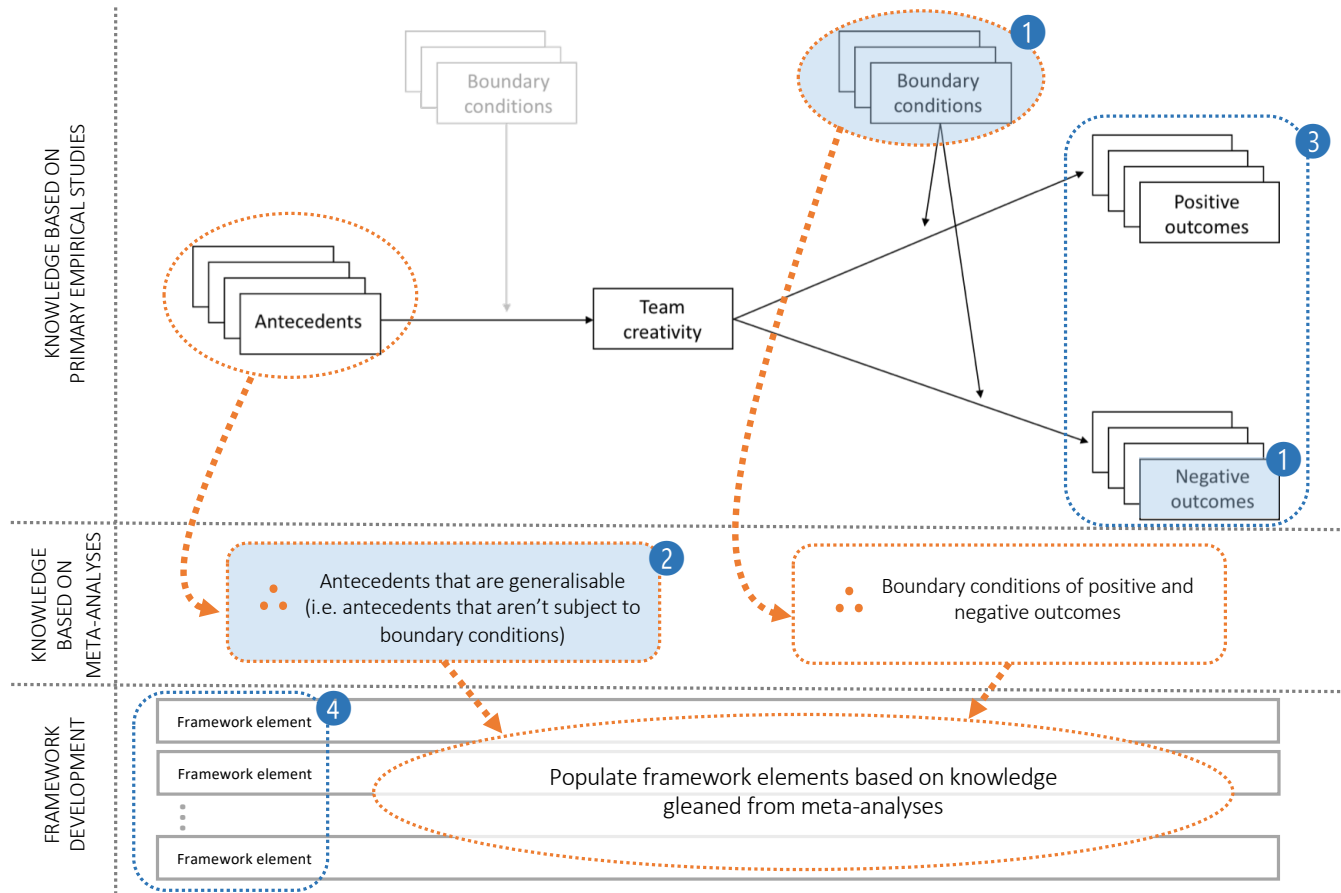 KNOWLEDGE BASED ON
PRIMARY EMPIRICAL STUDIES
Boundary
conditions
1
Boundary
conditions
3
Positive
outcomes
Antecedents
Team
creativity
1
Negative
outcomes
KNOWLEDGE
BASED ON
META-ANALYSES
2
Antecedents that are generalisable
(i.e. antecedents that aren't subject to
boundary conditions)
Boundary conditions of positive and
negative outcomes
FRAMEWORK
DEVELOPMENT
4
Framework element
Framework element
Framework element
Populate framework elements based on knowledge
gleaned from meta-analyses